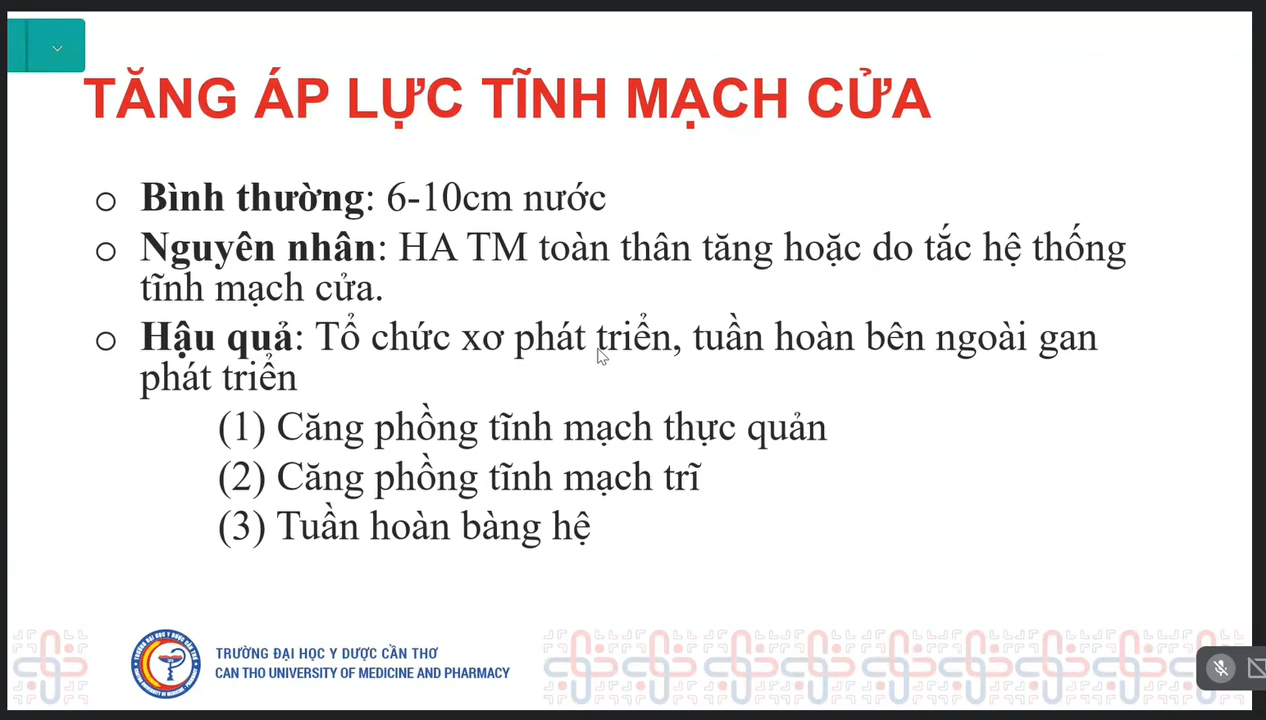 TĂNG ÁP LỰC TĨNH MẠCH CỬA
Bình thường: 6-10cm nước
Nguyên nhân: HA TM toàn thân tăng hoặc do tắc hệ thống
tĩnh mạch cửa.
Hậu quả: Tổ chức xơ phát triển, tuần hoàn bên ngoài gan
phát triển
(1) Căng phồng tĩnh mạch thực quản
(2) Căng phồng tĩnh mạch trĩ
(3) Tuần hoàn bàng hệ
TRƯỜNG ĐẠI HỌC Y DƯỢC CẦN THƠ
CAN THO UNIVERSITY OF MEDICINE AND PHARMACY